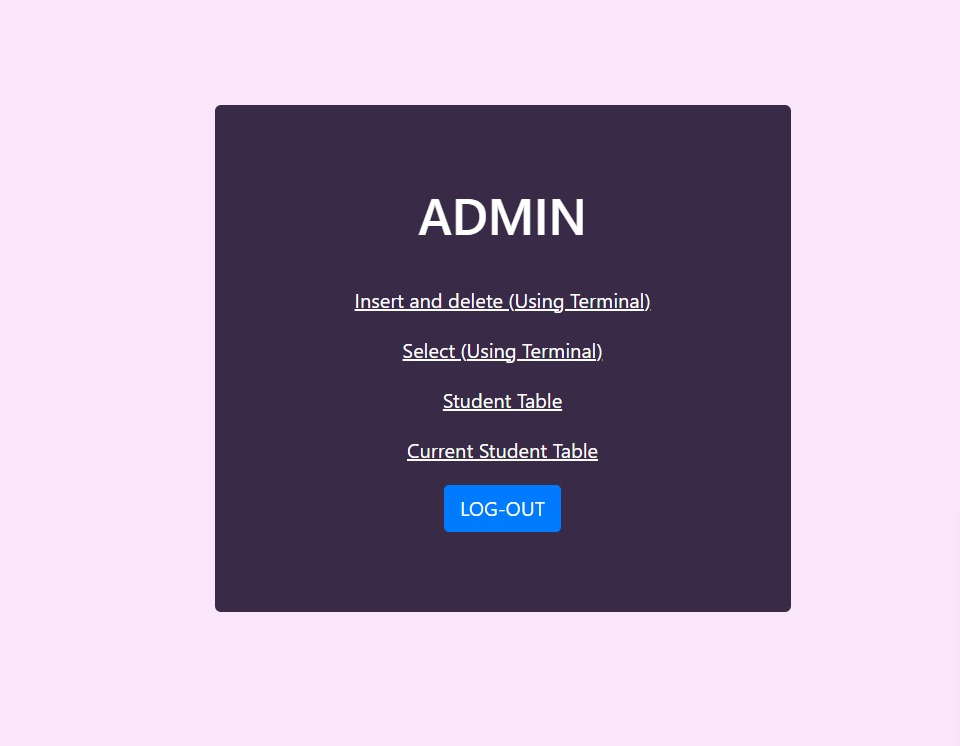 ADMIN
Insert and delete (Using Terminal)
Select (Using Terminal)
Student Table
Current Student Table
LOG-OUT